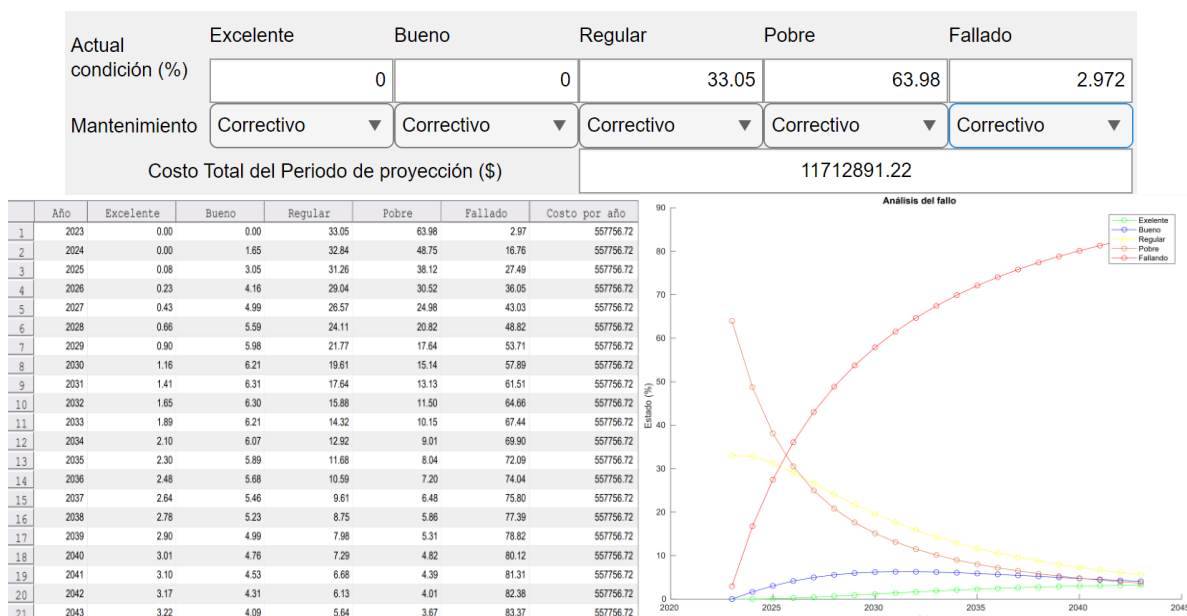 Actual condición (%) Excelente Bueno Regular Pobre Fallado
0 0 33.05 63.98 2.972
Mantenimiento Correctivo Correctivo Correctivo Correctivo Correctivo
Costo Total del Periodo de proyección ($) 11712891.22
Año Excelente Bueno Regular Pobre Fallado Costo por año
1 2023 0.00 0.00 33.05 63.98 2.97 557756.72
2 2024 0.00 1.65 32.84 48.75 16.76 557756.72
3 2025 0.08 3.05 31.26 38.12 27.49 557756.72
4 2026 0.23 4.16 29.04 30.52 36.05 557756.72
5 2027 0.43 4.99 26.57 24.98 43.03 557756.72
6 2028 0.66 5.59 24.11 20.82 48.82 557756.72
7 2029 0.90 5.98 21.77 17.64 53.71 557756.72
8 2030 1.16 6.21 19.61 15.14 57.89 557756.72
9 2031 1.41 6.31 17.64 13.13 61.51 557756.72
10 2032 1.65 6.30 15.88 11.50 64.66 557756.72
11 2033 1.89 6.21 14.32 10.15 67.44 557756.72
12 2034 2.10 6.07 12.92 9.01 69.90 557756.72
13 2035 2.30 5.89 11.68 8.04 72.09 557756.72
14 2036 2.48 5.68 10.59 7.20 74.04 557756.72
15 2037 2.64 5.46 9.61 6.48 75.80 557756.72
16 2038 2.78 5.23 8.75 5.86 77.39 557756.72
17 2039 2.90 4.99 7.98 5.31 78.82 557756.72
18 2040 3.01 4.76 7.29 4.82 80.12 557756.72
19 2041 3.10 4.53 6.68 4.39 81.31 557756.72
20 2042 3.17 4.31 6.13 4.01 82.38 557756.72
21 2043 3.22 4.09 5.64 3.67 83.37 557756.72
Análisis del fallo
Exelente
Bueno
Regular
Pobre
Fallando
Estado (%)
90
80
70
60
50
40
30
20
10
0
2020 2025 2030 2035 2040